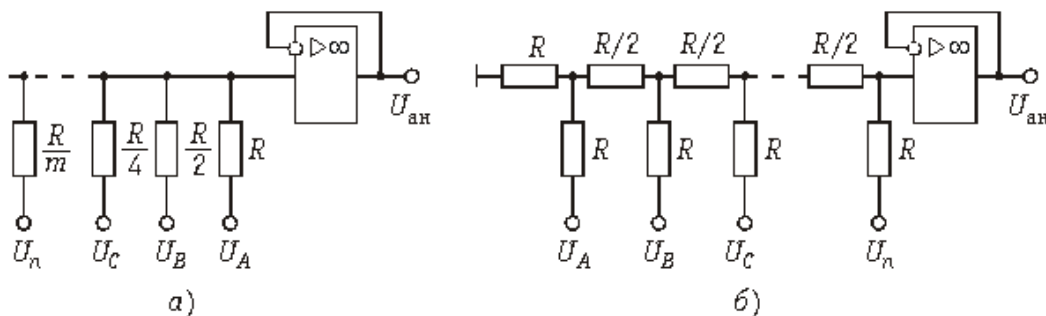 ▷∞
R/m R/4 R/2 R
U_n U_C U_B U_A
U_ан
а)
R R/2 R/2 R/2
▷∞
R R R R
U_A U_B U_C U_n
U_ан
б)